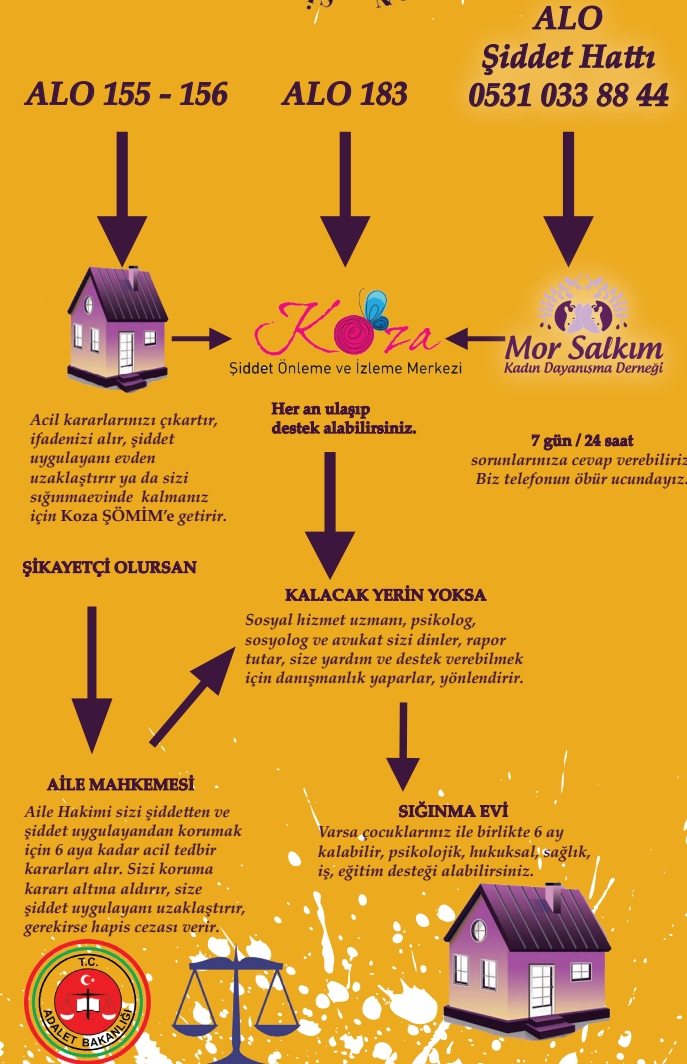 ALO
Şiddet Hattı
0531 033 88 44
ALO 155 - 156
ALO 183
Koza
Şiddet Önleme ve İzleme Merkezi
Mor Salkım
Kadın Dayanışma Derneği
Acil kararlarınızı çıkartır,
ifadenizi alır, şiddet
uygulayanı evden
uzaklaştırır ya da sizi
sığınmaevinde kalmanız
için Koza ŞÖMİM'e getirir.
Her an ulaşıp
destek alabilirsiniz.
7 gün / 24 saat
sorunlarınıza cevap verebiliriz
Biz telefonun öbür ucundayız.
ŞİKAYETÇİ OLURSAN
KALACAK YERİN YOKSA
Sosyal hizmet uzmanı, psikolog,
sosyolog ve avukat sizi dinler, rapor
tutar, size yardım ve destek verebilmek
için danışmanlık yaparlar, yönlendirir.
AİLE MAHKEMESİ
Aile Hakimi sizi şiddetten ve
şiddet uygulayandan korumak
için 6 aya kadar acil tedbir
kararları alır. Sizi koruma
kararı altına aldırır, size
şiddet uygulayanı uzaklaştırır,
gerekirse hapis cezası verir.
SIĞINMA EVİ
Varsa çocuklarınız ile birlikte 6 ay
kalabilir, psikolojik, hukuksal, sağlık,
iş, eğitim desteği alabilirsiniz.
T.C.
ADALET BAKANLIĞI